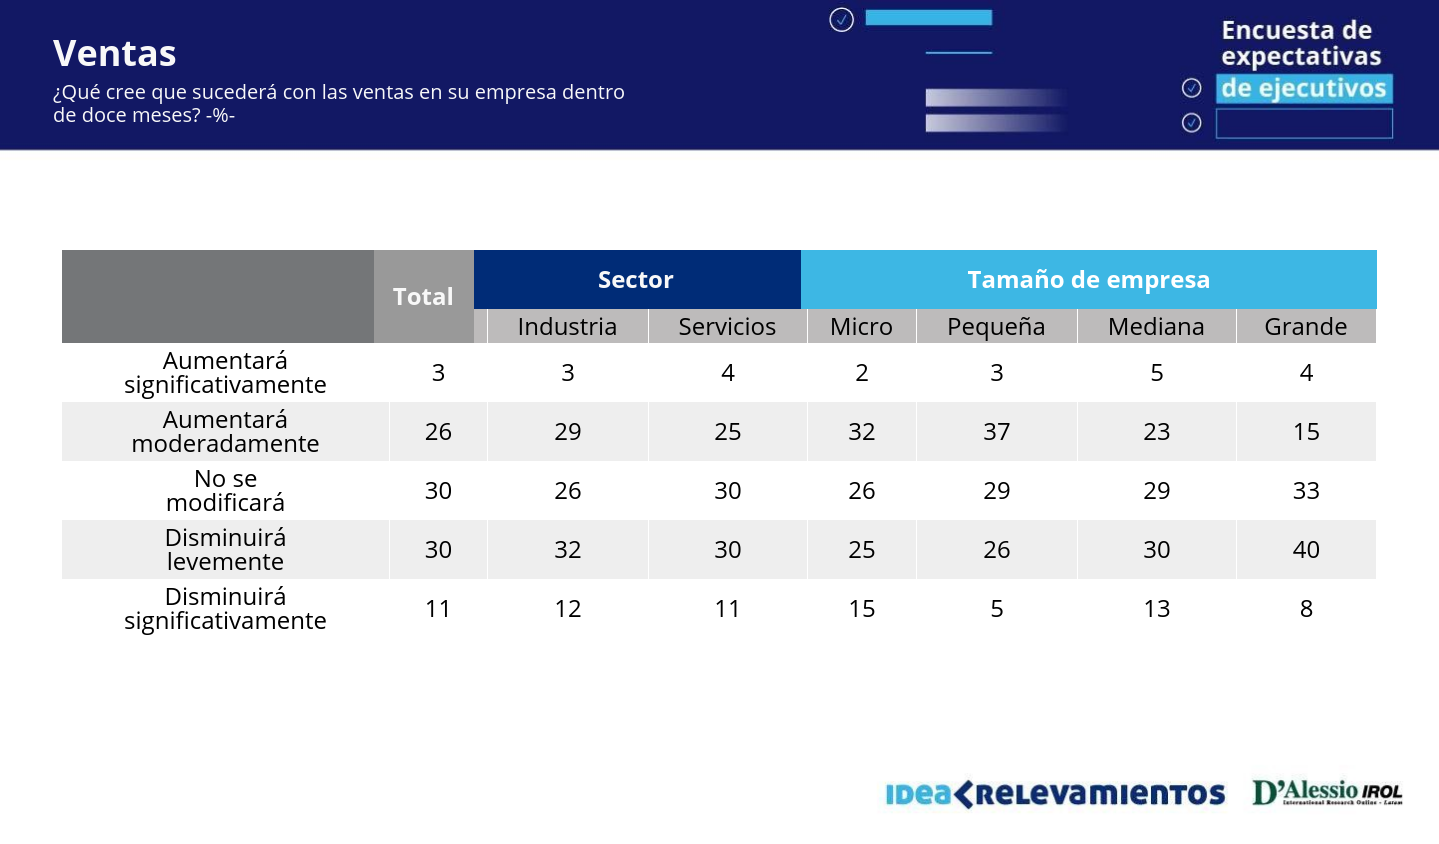 Ventas
¿Qué cree que sucederá con las ventas en su empresa dentro
de doce meses? -%-
Encuesta de
expectativas
de ejecutivos
Total Sector Tamaño de empresa
Industria Servicios Micro Pequeña Mediana Grande
Aumentará
significativamente 3 3 4 2 3 5 4
Aumentará
moderadamente 26 29 25 32 37 23 15
No se
modificará 30 26 30 26 29 29 33
Disminuirá
levemente 30 32 30 25 26 30 40
Disminuirá
significativamente 11 12 11 15 5 13 8
IDEA RELEVAMIENTOS
D'Alessio IROL
International Research Online - Latam